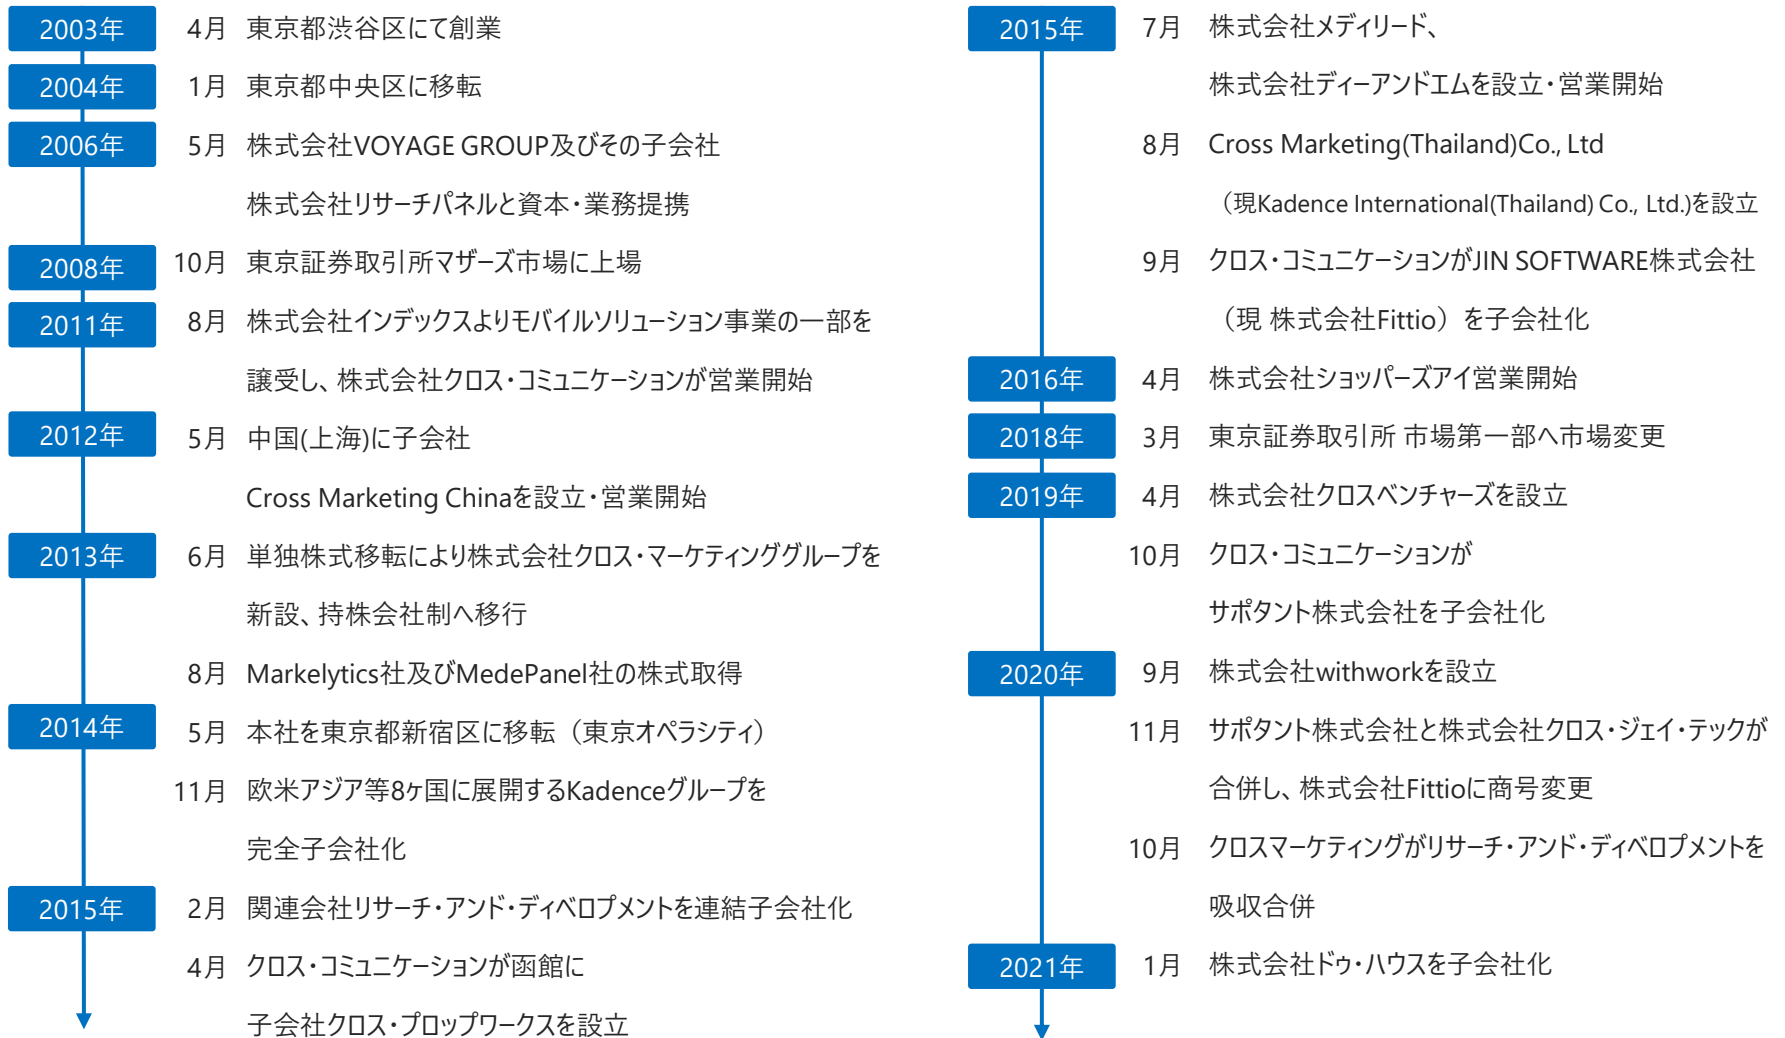 2003年 4月 東京都渋谷区にて創業
2004年 1月 東京都中央区に移転
2006年 5月 株式会社VOYAGE GROUP及びその子会社
株式会社リサーチパネルと資本・業務提携
2008年 10月 東京証券取引所マザーズ市場に上場
2011年 8月 株式会社インデックスよりモバイルソリューション事業の一部を
譲受し、株式会社クロス・コミュニケーションが営業開始
2012年 5月 中国(上海)に子会社
Cross Marketing Chinaを設立・営業開始
2013年 6月 単独株式移転により株式会社クロス・マーケティンググループを
新設、持株会社制へ移行
8月 Markelytics社及びMedePanel社の株式取得
2014年 5月 本社を東京都新宿区に移転（東京オペラシティ）
11月 欧米アジア等8ヶ国に展開するKadenceグループを
完全子会社化
2015年 2月 関連会社リサーチ・アンド・ディベロプメントを連結子会社化
4月 クロス・コミュニケーションが函館に
子会社クロス・プロップワークスを設立
2015年 7月 株式会社メディリード、
株式会社ディーアンドエムを設立・営業開始
8月 Cross Marketing(Thailand)Co., Ltd
（現Kadence International(Thailand) Co., Ltd.)を設立
9月 クロス・コミュニケーションがJIN SOFTWARE株式会社
（現 株式会社Fittio）を子会社化
2016年 4月 株式会社ショッパーズアイ営業開始
2018年 3月 東京証券取引所 市場第一部へ市場変更
2019年 4月 株式会社クロスベンチャーズを設立
10月 クロス・コミュニケーションが
サポタント株式会社を子会社化
2020年 9月 株式会社withworkを設立
11月 サポタント株式会社と株式会社クロス・ジェイ・テックが
合併し、株式会社Fittioに商号変更
10月 クロスマーケティングがリサーチ・アンド・ディベロプメントを
吸収合併
2021年 1月 株式会社ドゥ・ハウスを子会社化